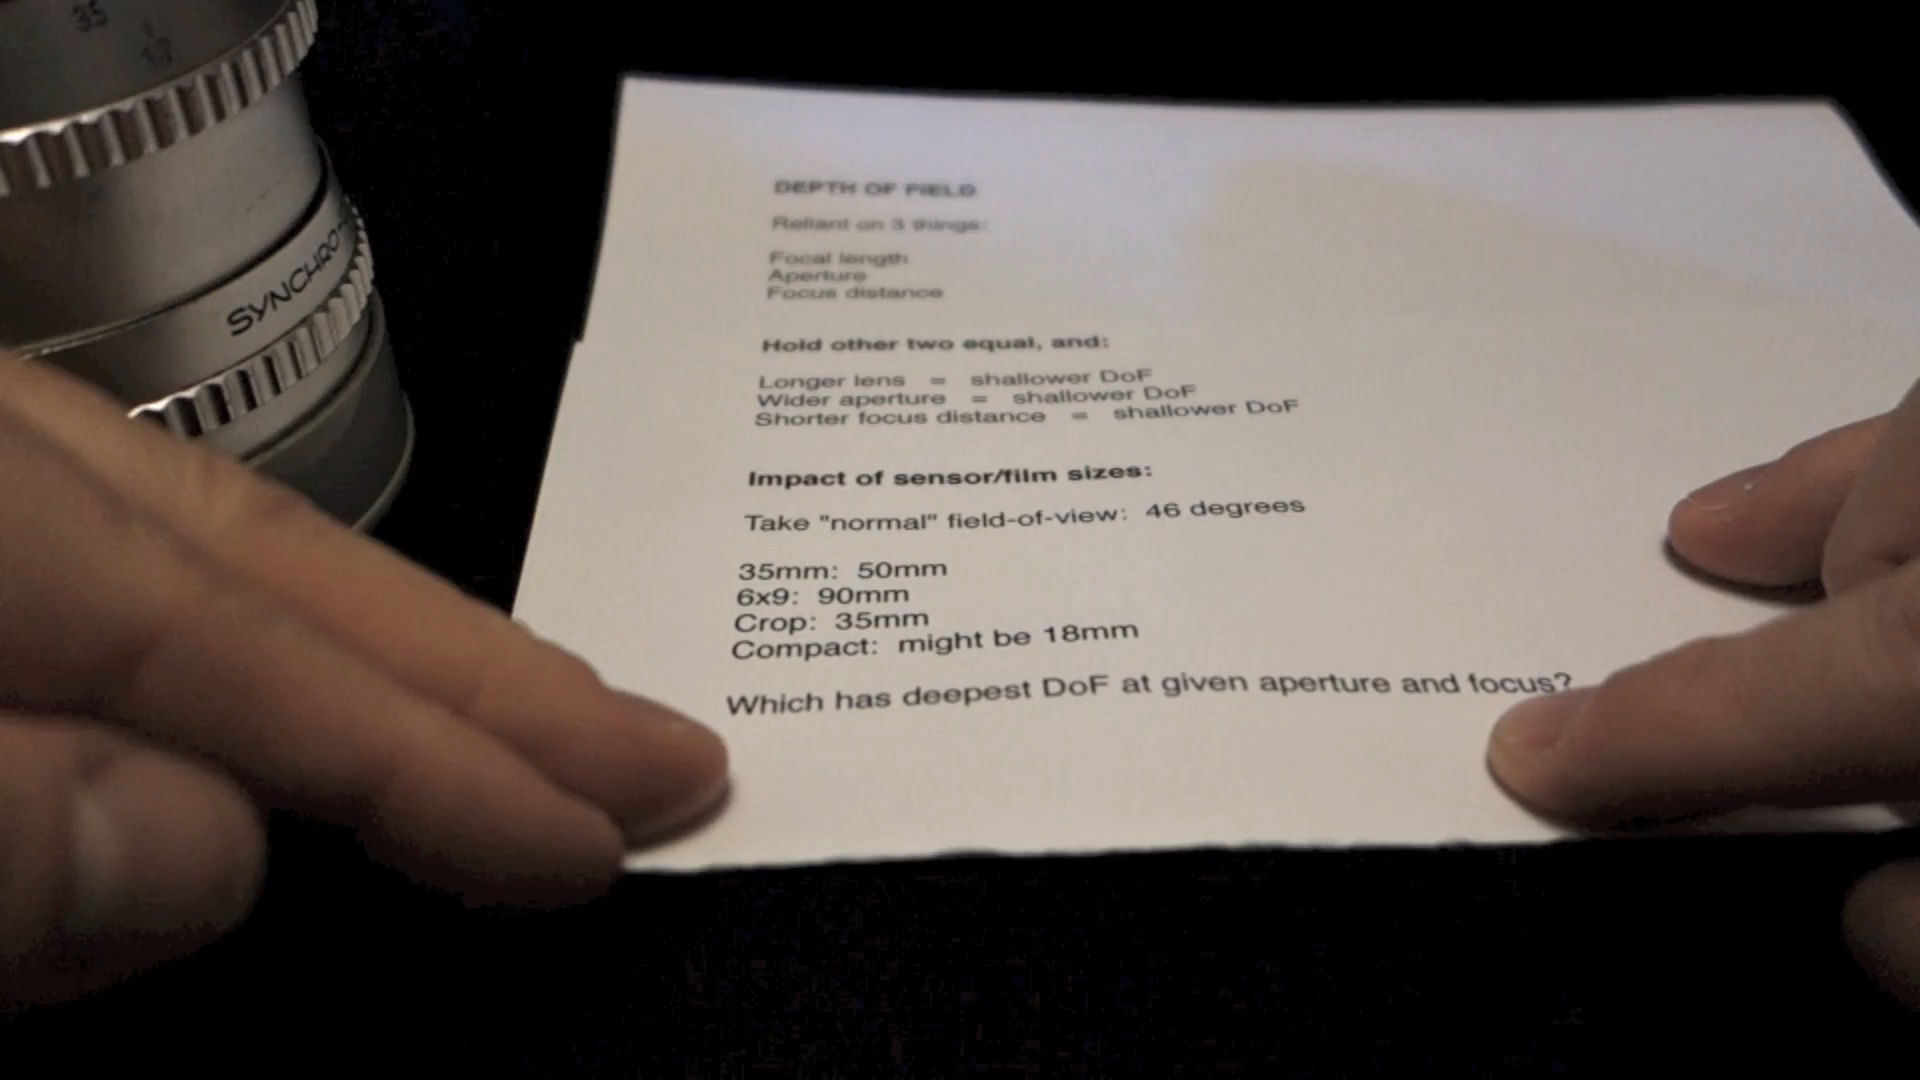 35
SYNCHRO
DEPTH OF FIELD
Reliant on 3 things:
Focal length
Aperture
Focus distance
Hold other two equal, and:
Longer lens = shallower DoF
Wider aperture = shallower DoF
Shorter focus distance = shallower DoF
Impact of sensor/film sizes:
Take "normal" field-of-view: 46 degrees
35mm: 50mm
6x9: 90mm
Crop: 35mm
Compact: might be 18mm
Which has deepest DoF at given aperture and focus?